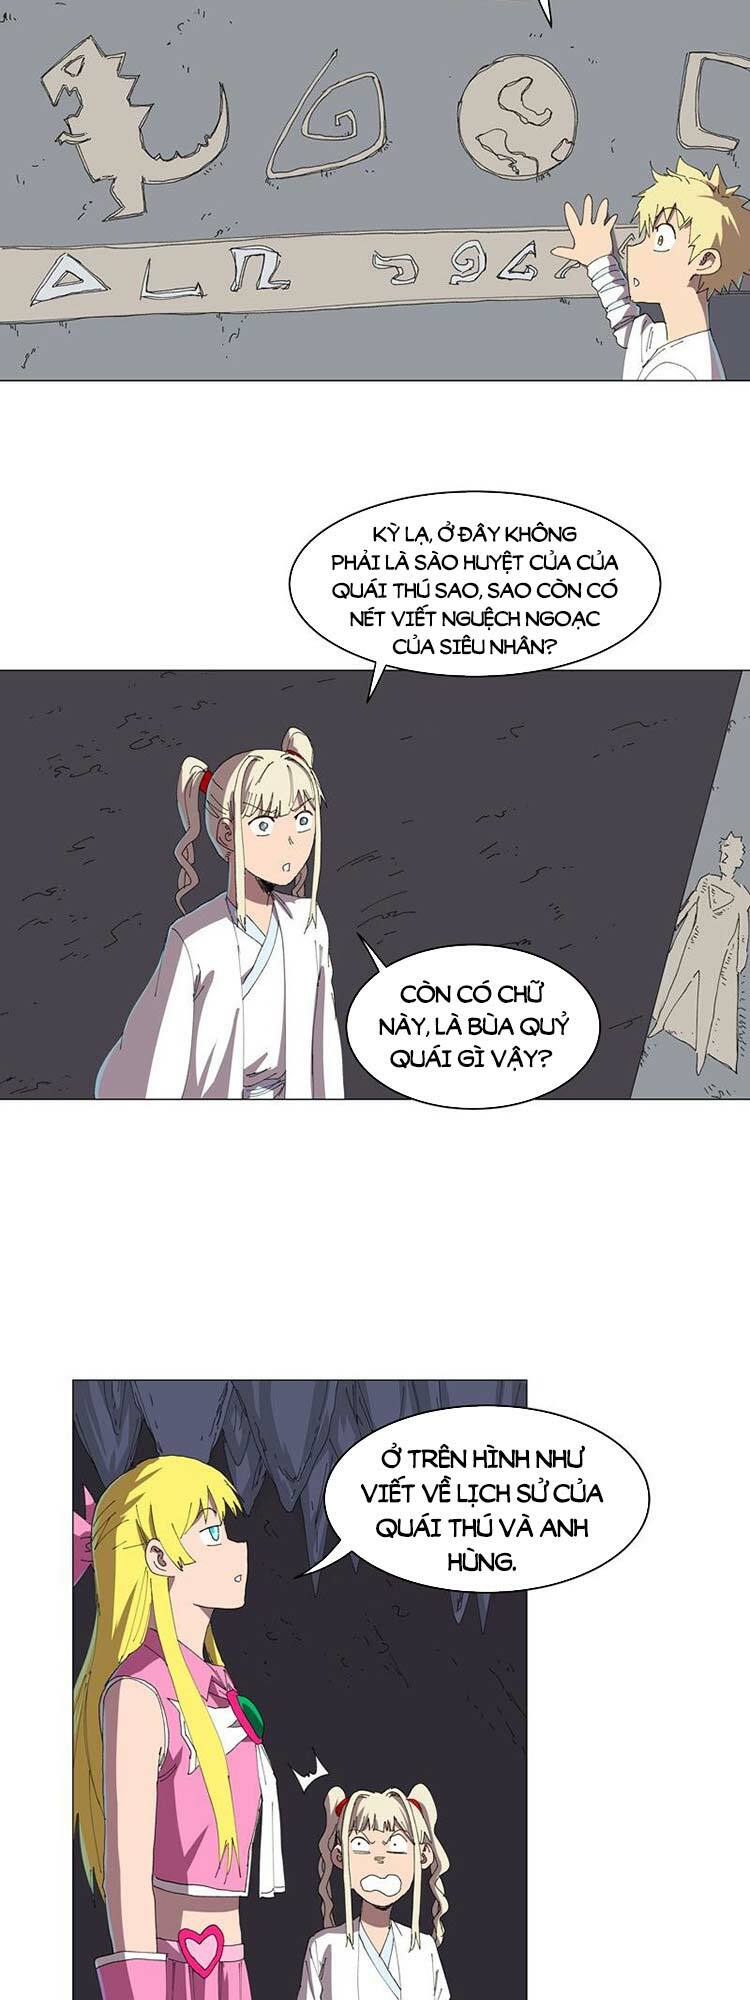 KỲ LẠ, Ở ĐÂY KHÔNG
PHẢI LÀ SÀO HUYỆT CỦA CỦA
QUÁI THÚ SAO, SAO CÒN CÓ
NÉT VIẾT NGUỆCH NGOẠC
CỦA SIÊU NHÂN?
CÒN CÓ CHỮ
NÀY, LÀ BÙA QUỶ
QUÁI GÌ VẬY?
Ở TRÊN HÌNH NHƯ
VIẾT VỀ LỊCH SỬ CỦA
QUÁI THÚ VÀ ANH
HÙNG.